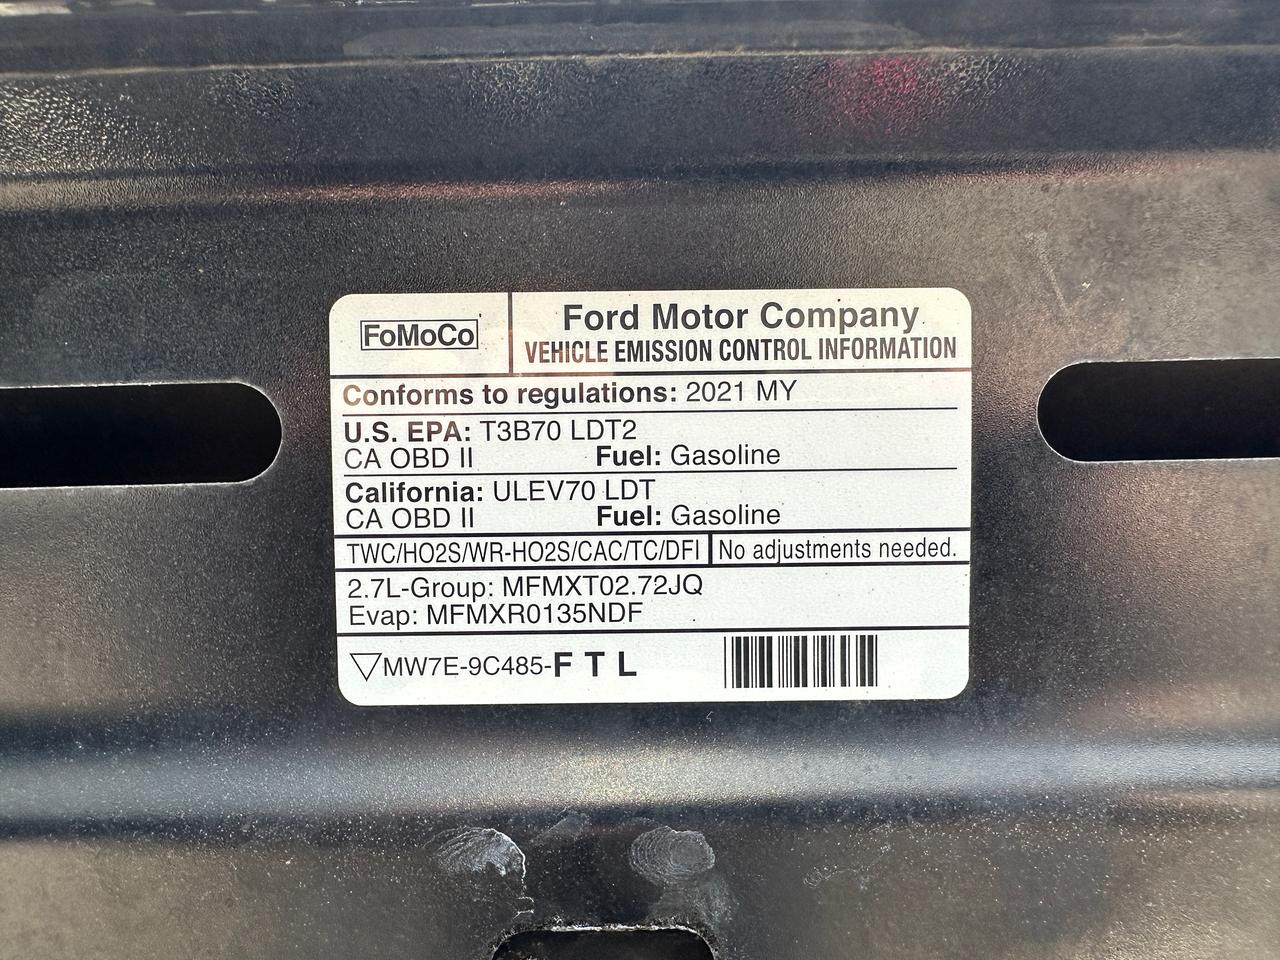 FoMoCo
Ford Motor Company
VEHICLE EMISSION CONTROL INFORMATION
Conforms to regulations: 2021 MY
U.S. EPA: T3B70 LDT2
CA OBD II Fuel: Gasoline
California: ULEV70 LDT
CA OBD II Fuel: Gasoline
TWC/HO2S/WR-HO2S/CAC/TC/DFI No adjustments needed.
2.7L-Group: MFMXT02.72JQ
Evap: MFMXR0135NDF
▽MW7E-9C485-F T L